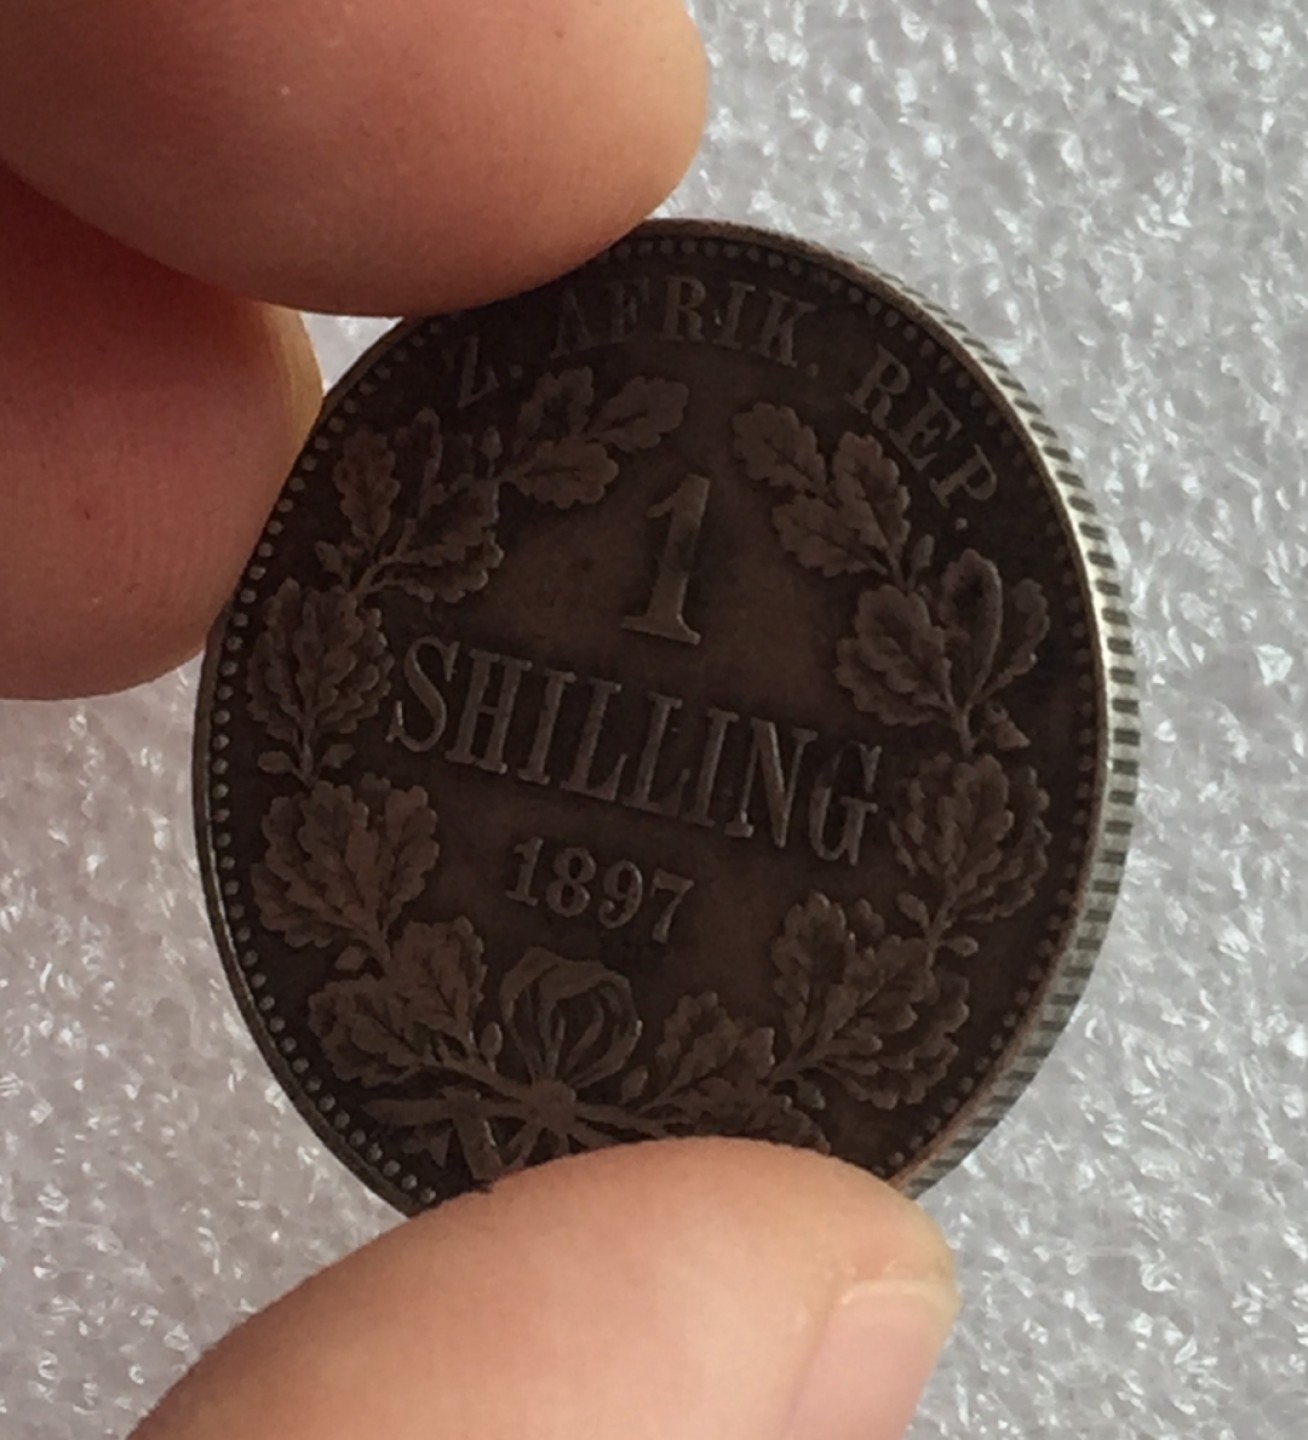 Z. AFRIK. REP.
1
SHILLING
1897